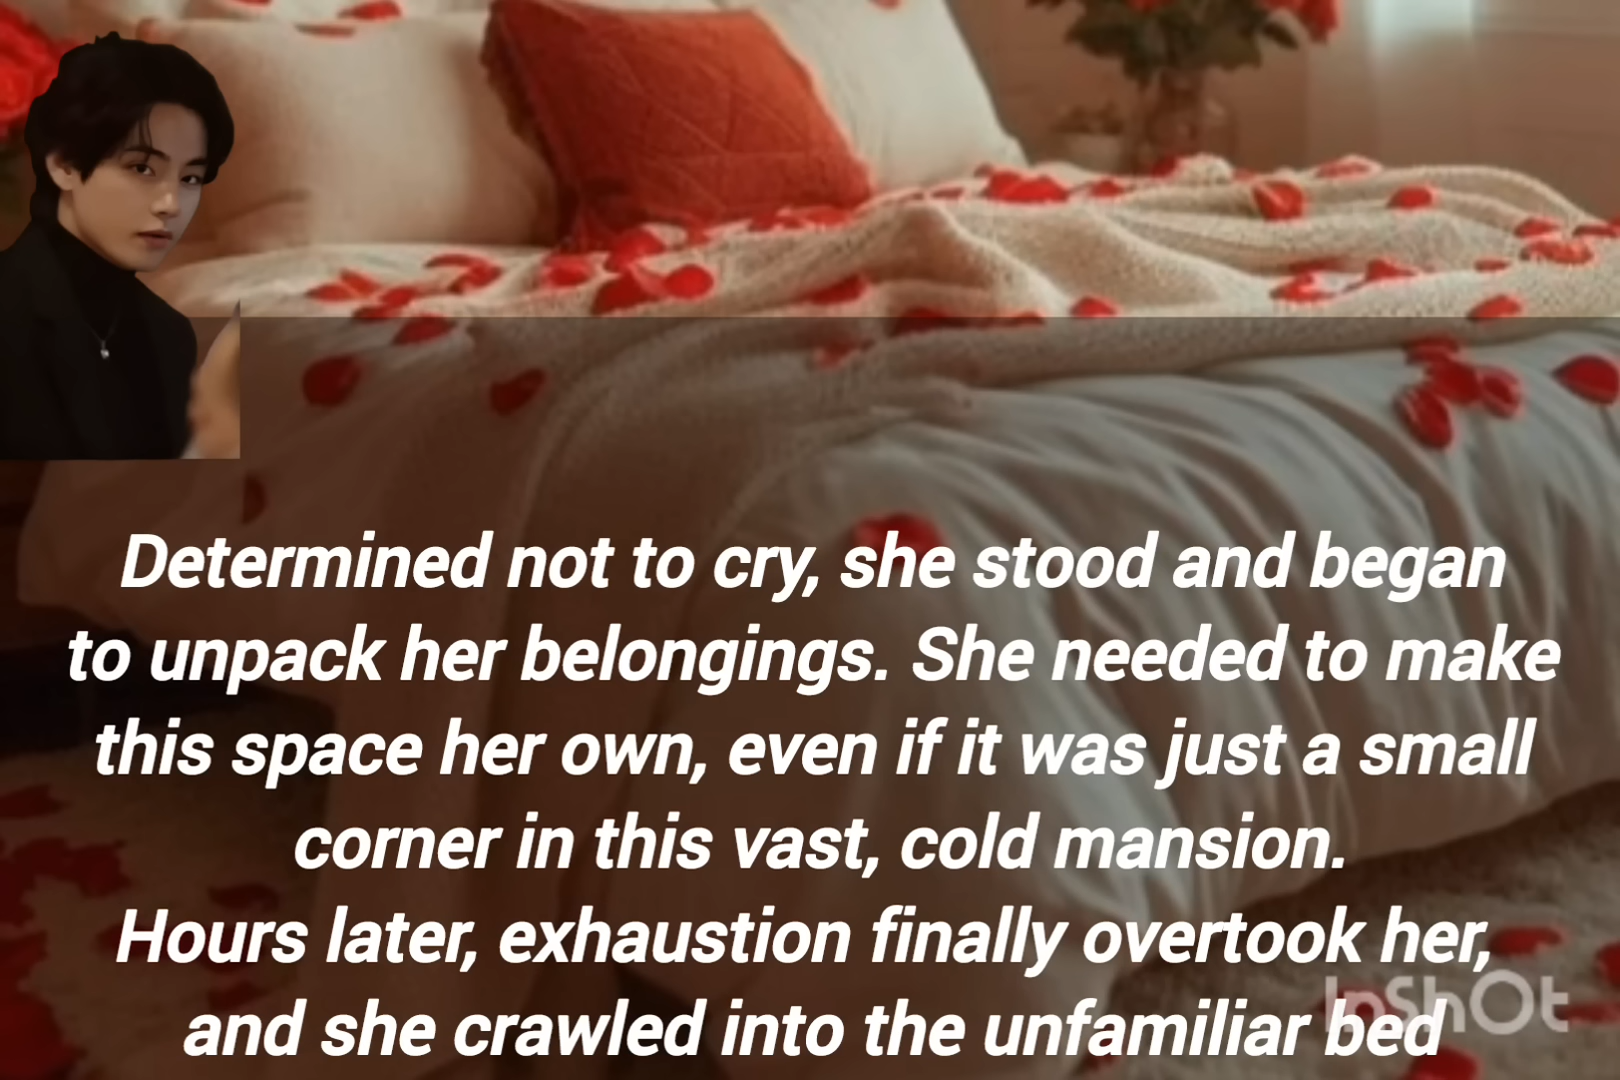 Determined not to cry, she stood and began
to unpack her belongings. She needed to make
this space her own, even if it was just a small
corner in this vast, cold mansion.
Hours later, exhaustion finally overtook her,
and she crawled into the unfamiliar bed
InShOt